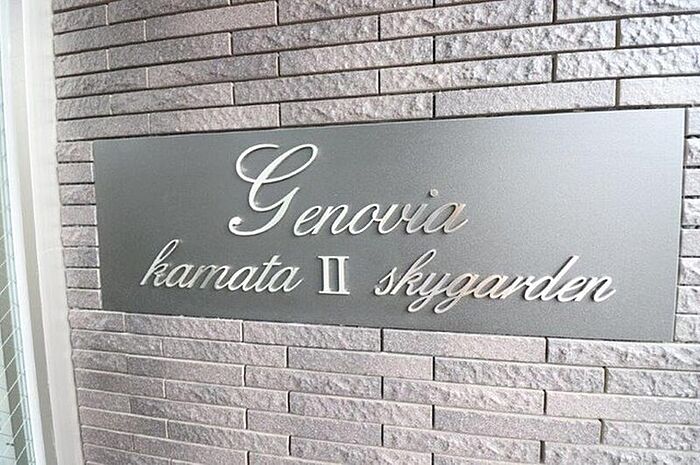 Genovia
kamata II skygarden